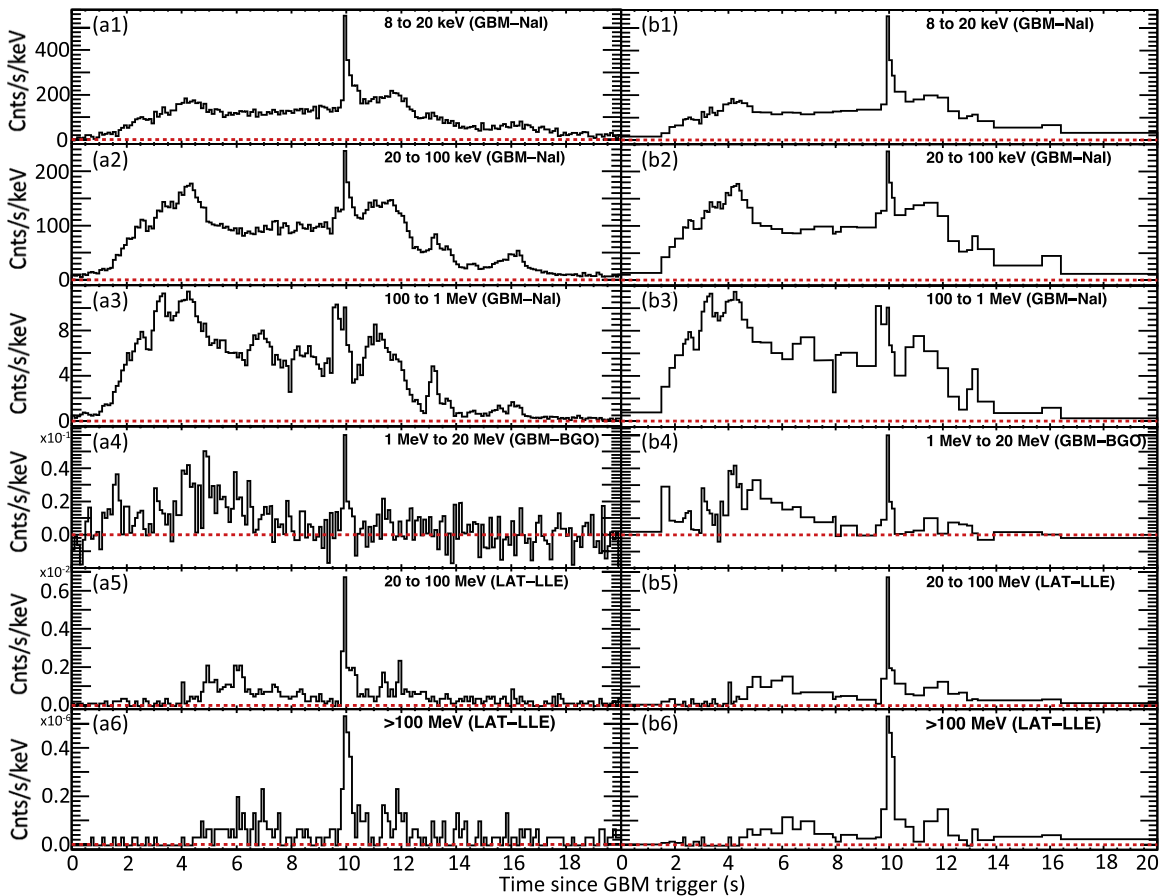 (a1) 8 to 20 keV (GBM–NaI)
(b1) 8 to 20 keV (GBM–NaI)
Cnts/s/keV
400
200
0
(a2) 20 to 100 keV (GBM–NaI)
(b2) 20 to 100 keV (GBM–NaI)
Cnts/s/keV
200
100
0
(a3) 100 to 1 MeV (GBM–NaI)
(b3) 100 to 1 MeV (GBM–NaI)
Cnts/s/keV
8
4
0
x10⁻¹
(a4) 1 MeV to 20 MeV (GBM–BGO)
(b4) 1 MeV to 20 MeV (GBM–BGO)
Cnts/s/keV
0.4
0.2
0.0
x10⁻²
(a5) 20 to 100 MeV (LAT–LLE)
(b5) 20 to 100 MeV (LAT–LLE)
Cnts/s/keV
0.6
0.4
0.2
0.0
x10⁻⁶
(a6) >100 MeV (LAT–LLE)
(b6) >100 MeV (LAT–LLE)
Cnts/s/keV
0.4
0.2
0.0
0 2 4 6 8 10 12 14 16 18 0 2 4 6 8 10 12 14 16 18 20
Time since GBM trigger (s)